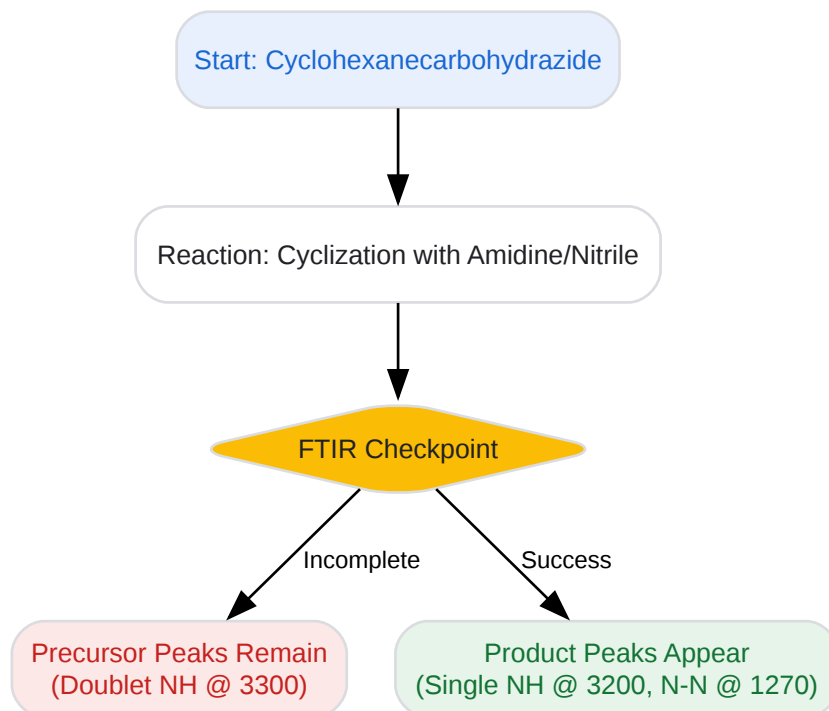 Start: Cyclohexanecarbohydrazide
Reaction: Cyclization with Amidine/Nitrile
FTIR Checkpoint
Incomplete
Success
Precursor Peaks Remain
(Doublet NH @ 3300)
Product Peaks Appear
(Single NH @ 3200, N-N @ 1270)